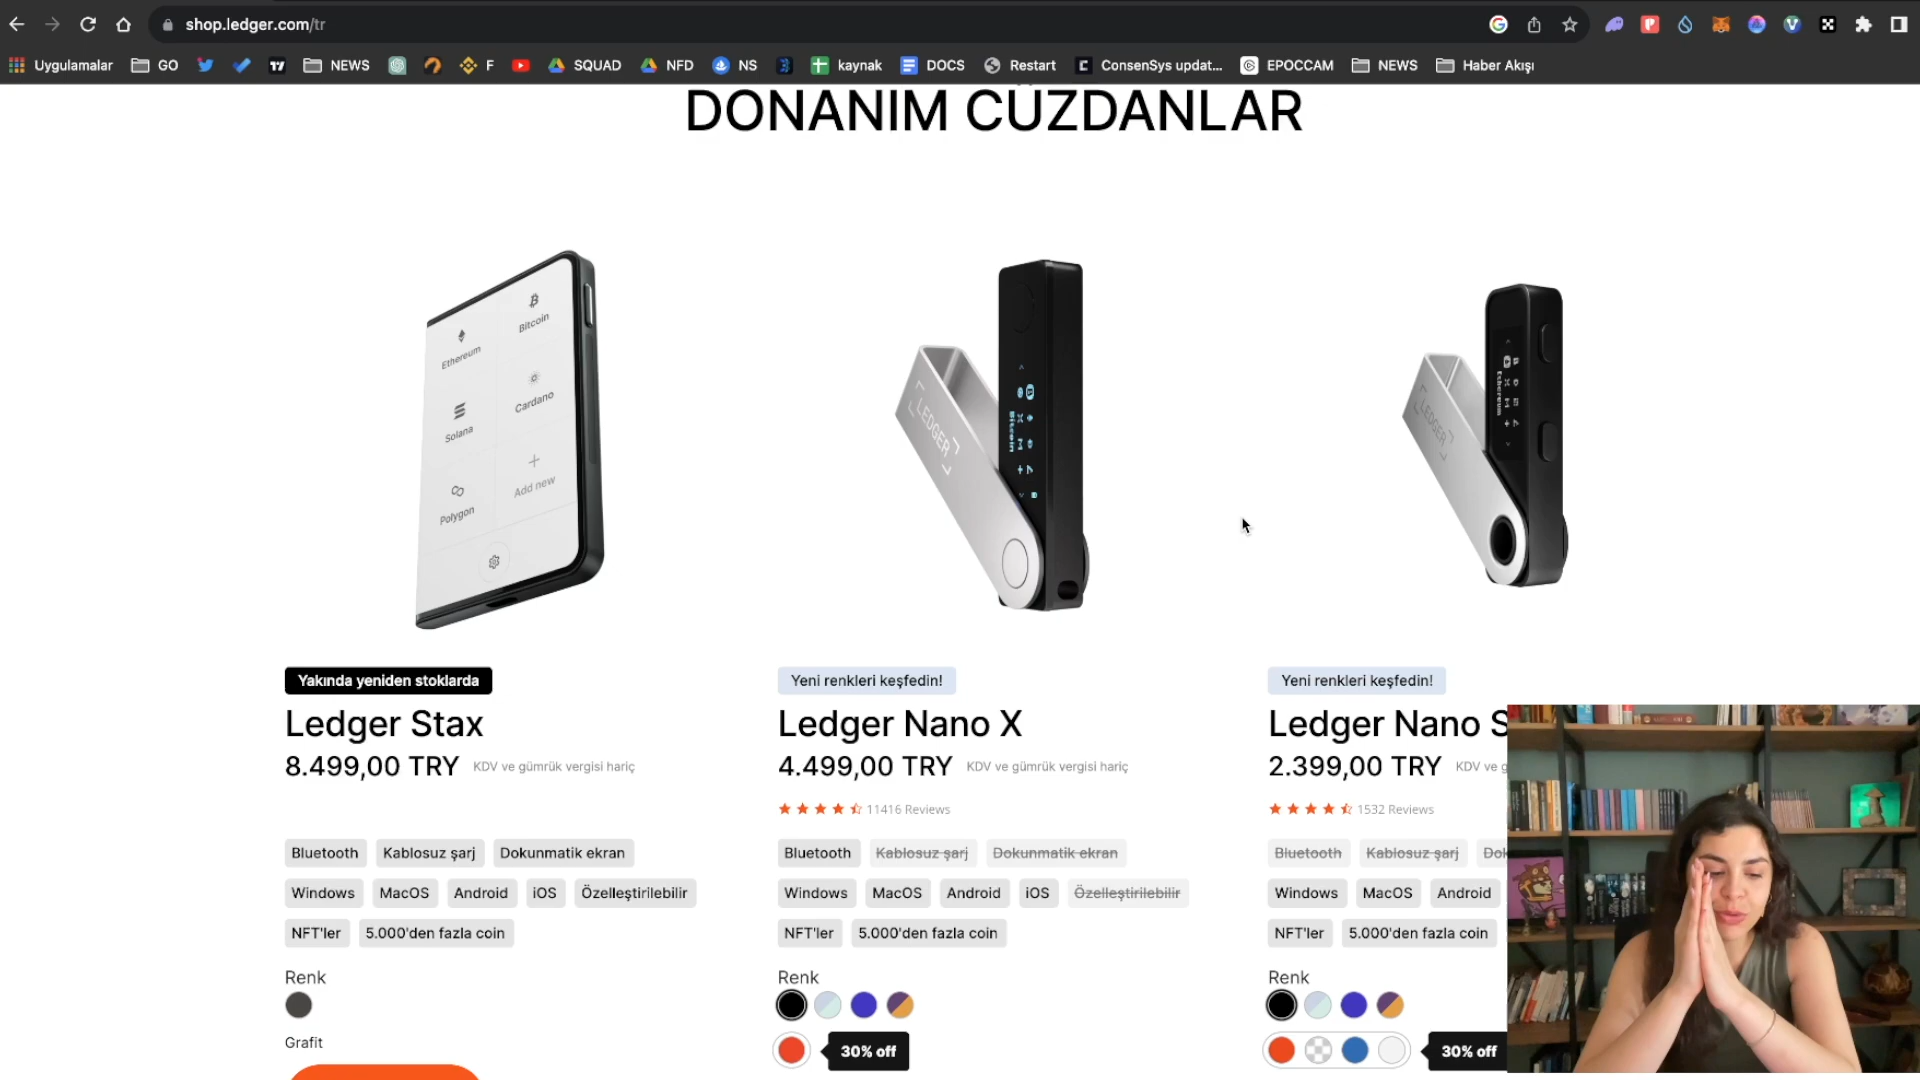 shop.ledger.com/tr
Uygulamalar GO NEWS F SQUAD NFD NS kaynak DOCS Restart ConsenSys updat... EPOCCAM NEWS Haber Akışı
DONANIM CÜZDANLAR
Ethereum
Bitcoin
Solana
Cardano
Polygon
Add new
LEDGER
Bitcoin
LEDGER
Ethereum
Yakında yeniden stoklarda
Ledger Stax
8.499,00 TRY KDV ve gümrük vergisi hariç
Bluetooth Kablosuz şarj Dokunmatik ekran
Windows MacOS Android iOS Özelleştirilebilir
NFT'ler 5.000'den fazla coin
Renk
Grafit
Yeni renkleri keşfedin!
Ledger Nano X
4.499,00 TRY KDV ve gümrük vergisi hariç
11416 Reviews
Bluetooth Kablosuz şarj Dokunmatik ekran
Windows MacOS Android iOS Özelleştirilebilir
NFT'ler 5.000'den fazla coin
Renk
30% off
Yeni renkleri keşfedin!
Ledger Nano S
2.399,00 TRY KDV ve g
1532 Reviews
Bluetooth Kablosuz şarj Dok
Windows MacOS Android
NFT'ler 5.000'den fazla coin
Renk
30% off